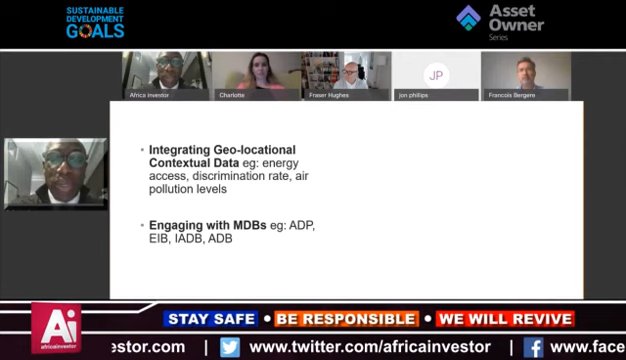 SUSTAINABLE
DEVELOPMENT
GOALS
Asset
Owner
Series
Africa investor
Charlotte
Fraser Hughes
JP
jon phillips
Francois Bergere
• Integrating Geo-locational
Contextual Data eg: energy
access, discrimination rate, air
pollution levels
• Engaging with MDBs eg: ADP,
EIB, IADB, ADB
Ai
africainvestor
STAY SAFE • BE RESPONSIBLE • WE WILL REVIVE
estor.com | www.twitter.com/africainvestor | www.face